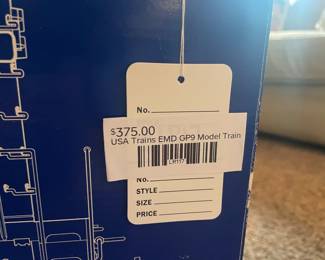 No.
$375.00
USA Trains EMD GP9 Model Train
No.
STYLE
SIZE
PRICE